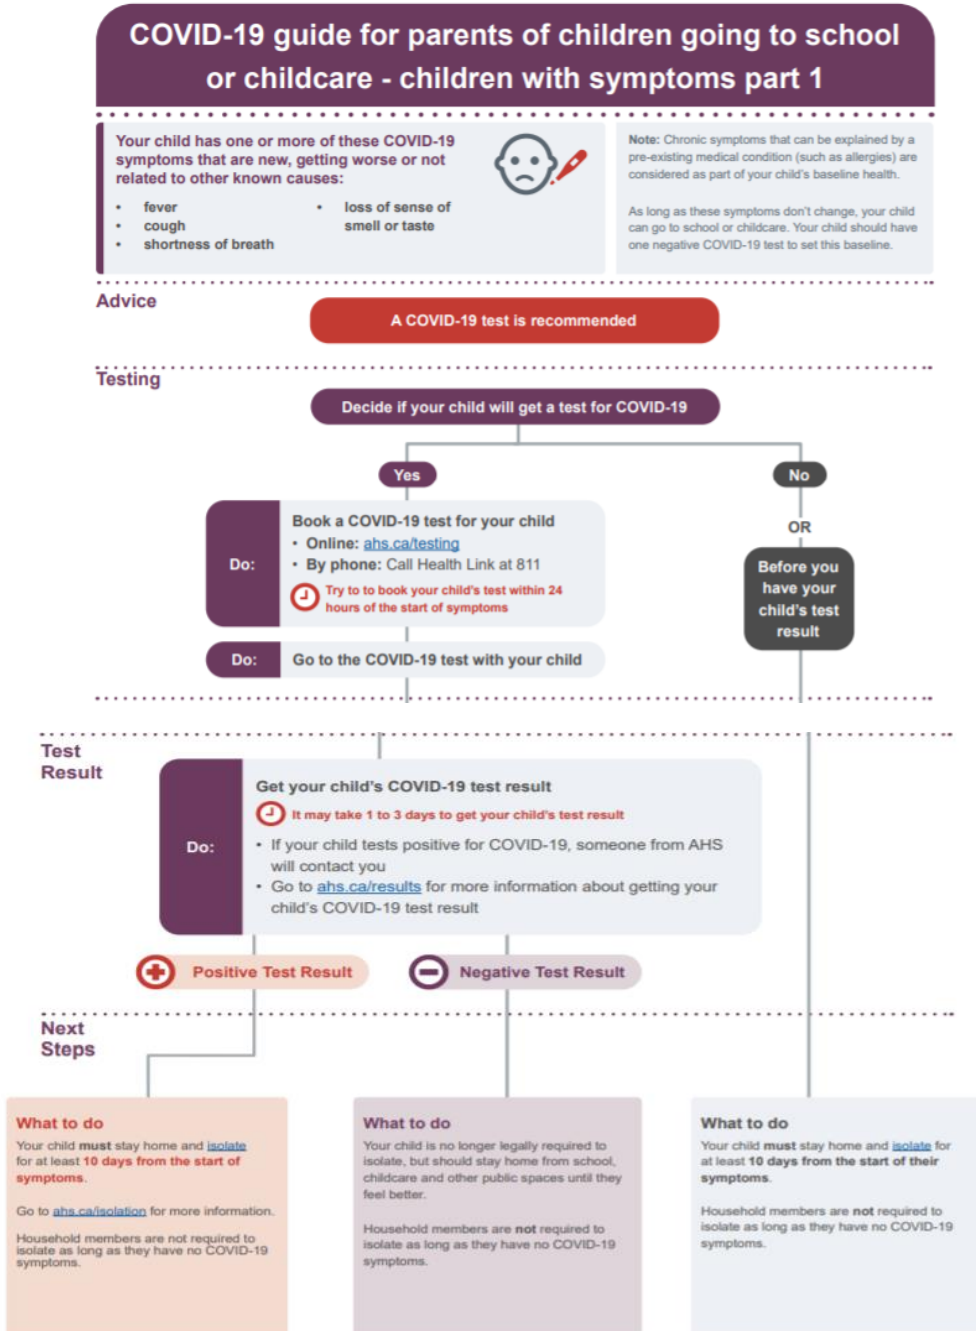 COVID-19 guide for parents of children going to school
or childcare - children with symptoms part 1
Your child has one or more of these COVID-19
symptoms that are new, getting worse or not
related to other known causes:
• fever
• cough
• shortness of breath
• loss of sense of
smell or taste
Note: Chronic symptoms that can be explained by a
pre-existing medical condition (such as allergies) are
considered as part of your child's baseline health.
As long as these symptoms don't change, your child
can go to school or childcare. Your child should have
one negative COVID-19 test to set this baseline.
Advice
A COVID-19 test is recommended
Testing
Decide if your child will get a test for COVID-19
Yes
No
Do:
Book a COVID-19 test for your child
• Online: ahs.ca/testing
• By phone: Call Health Link at 811
Try to to book your child's test within 24
hours of the start of symptoms
OR
Before you
have your
child's test
result
Do:
Go to the COVID-19 test with your child
Test
Result
Do:
Get your child's COVID-19 test result
It may take 1 to 3 days to get your child's test result
• If your child tests positive for COVID-19, someone from AHS
will contact you
• Go to ahs.ca/results for more information about getting your
child's COVID-19 test result
Positive Test Result
Negative Test Result
Next
Steps
What to do
Your child must stay home and isolate
for at least 10 days from the start of
symptoms.
Go to ahs.ca/isolation for more information.
Household members are not required to
isolate as long as they have no COVID-19
symptoms.
What to do
Your child is no longer legally required to
isolate, but should stay home from school,
childcare and other public spaces until they
feel better.
Household members are not required to
isolate as long as they have no COVID-19
symptoms.
What to do
Your child must stay home and isolate for
at least 10 days from the start of their
symptoms.
Household members are not required to
isolate as long as they have no COVID-19
symptoms.